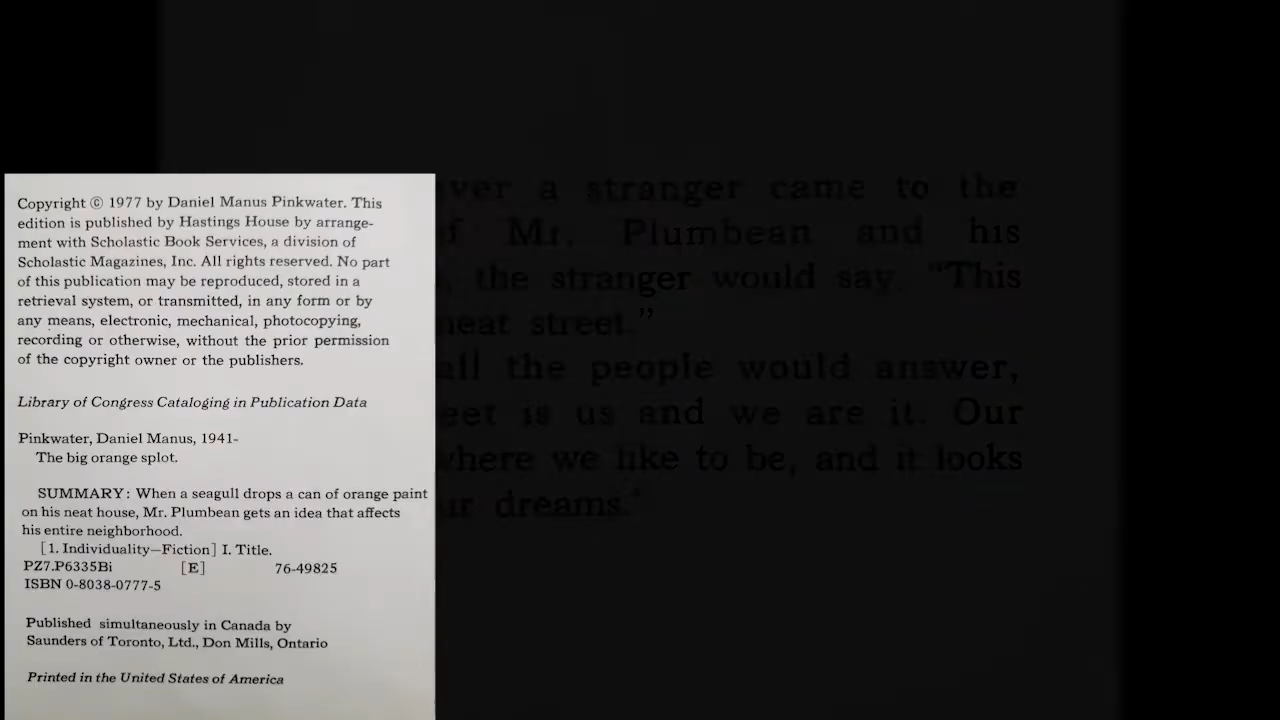 Copyright © 1977 by Daniel Manus Pinkwater. This
edition is published by Hastings House by arrange-
ment with Scholastic Book Services, a division of
Scholastic Magazines, Inc. All rights reserved. No part
of this publication may be reproduced, stored in a
retrieval system, or transmitted, in any form or by
any means, electronic, mechanical, photocopying,
recording or otherwise, without the prior permission
of the copyright owner or the publishers.
Library of Congress Cataloging in Publication Data
Pinkwater, Daniel Manus, 1941-
The big orange splot.
SUMMARY: When a seagull drops a can of orange paint
on his neat house, Mr. Plumbean gets an idea that affects
his entire neighborhood.
[1. Individuality—Fiction] I. Title.
PZ7.P6335Bi [E] 76-49825
ISBN 0-8038-0777-5
Published simultaneously in Canada by
Saunders of Toronto, Ltd., Don Mills, Ontario
Printed in the United States of America
a stranger came to the
Mr. Plumbean and his
the stranger would say, "This
neat street."
all the people would answer,
is us and we are it. Our
where we like to be, and it looks
dreams."